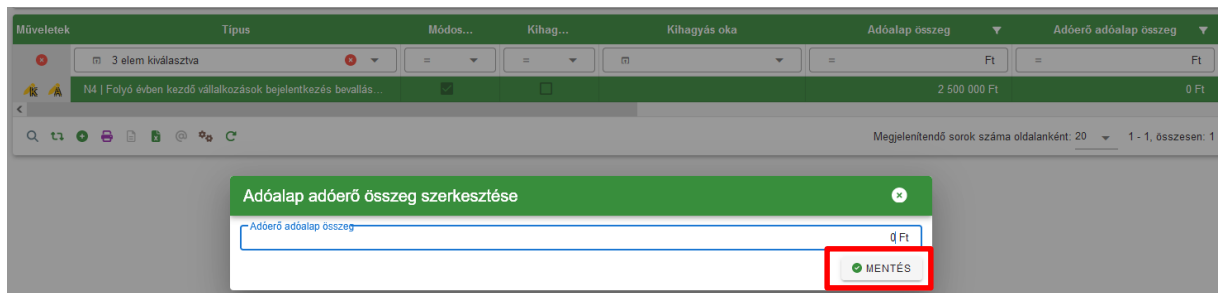 Műveletek Típus Módos... Kihag... Kihagyás oka Adóalap összeg Adóerő adóalap összeg
3 elem kiválasztva = = = Ft = Ft
N4 | Folyó évben kezdő vállalkozások bejelentkezés bevallás... 2 500 000 Ft 0 Ft
Megjelenítendő sorok száma oldalanként: 20 1 - 1, összesen: 1
Adóalap adóerő összeg szerkesztése
Adóerő adóalap összeg
0 Ft
MENTÉS